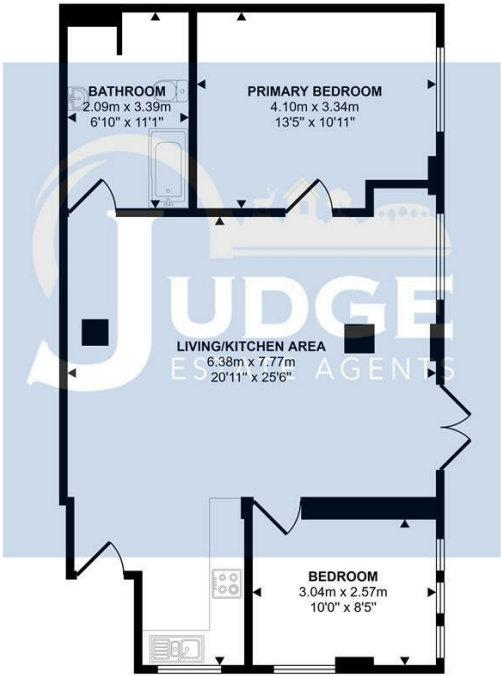 BATHROOM
2.09m x 3.39m
6'10" x 11'1"
PRIMARY BEDROOM
4.10m x 3.34m
13'5" x 10'11"
JUDGE
ESTATE AGENTS
LIVING/KITCHEN AREA
6.38m x 7.77m
20'11" x 25'6"
BEDROOM
3.04m x 2.57m
10'0" x 8'5"